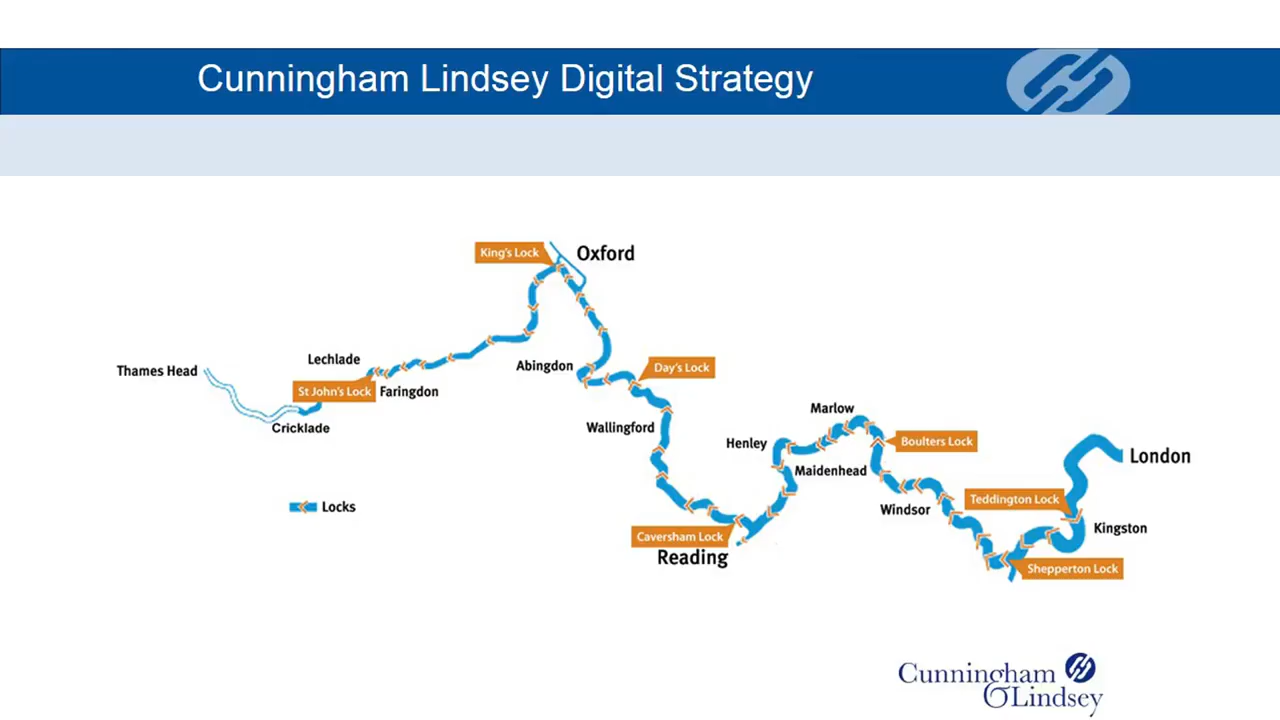 Cunningham Lindsey Digital Strategy
King's Lock
Oxford
Lechlade
Thames Head
St John's Lock
Faringdon
Cricklade
Abingdon
Day's Lock
Wallingford
Marlow
Henley
Boulters Lock
Maidenhead
London
Teddington Lock
Windsor
Locks
Kingston
Caversham Lock
Reading
Shepperton Lock
Cunningham
& Lindsey